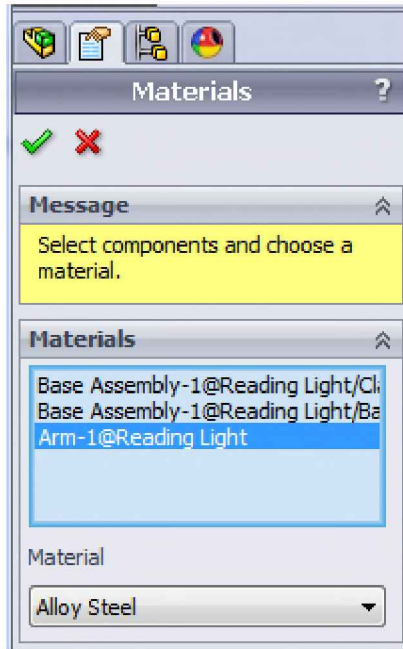 Materials ?
Message
Select components and choose a
material.
Materials
Base Assembly-1@Reading Light/Cla
Base Assembly-1@Reading Light/Ba
Arm-1@Reading Light
Material
Alloy Steel